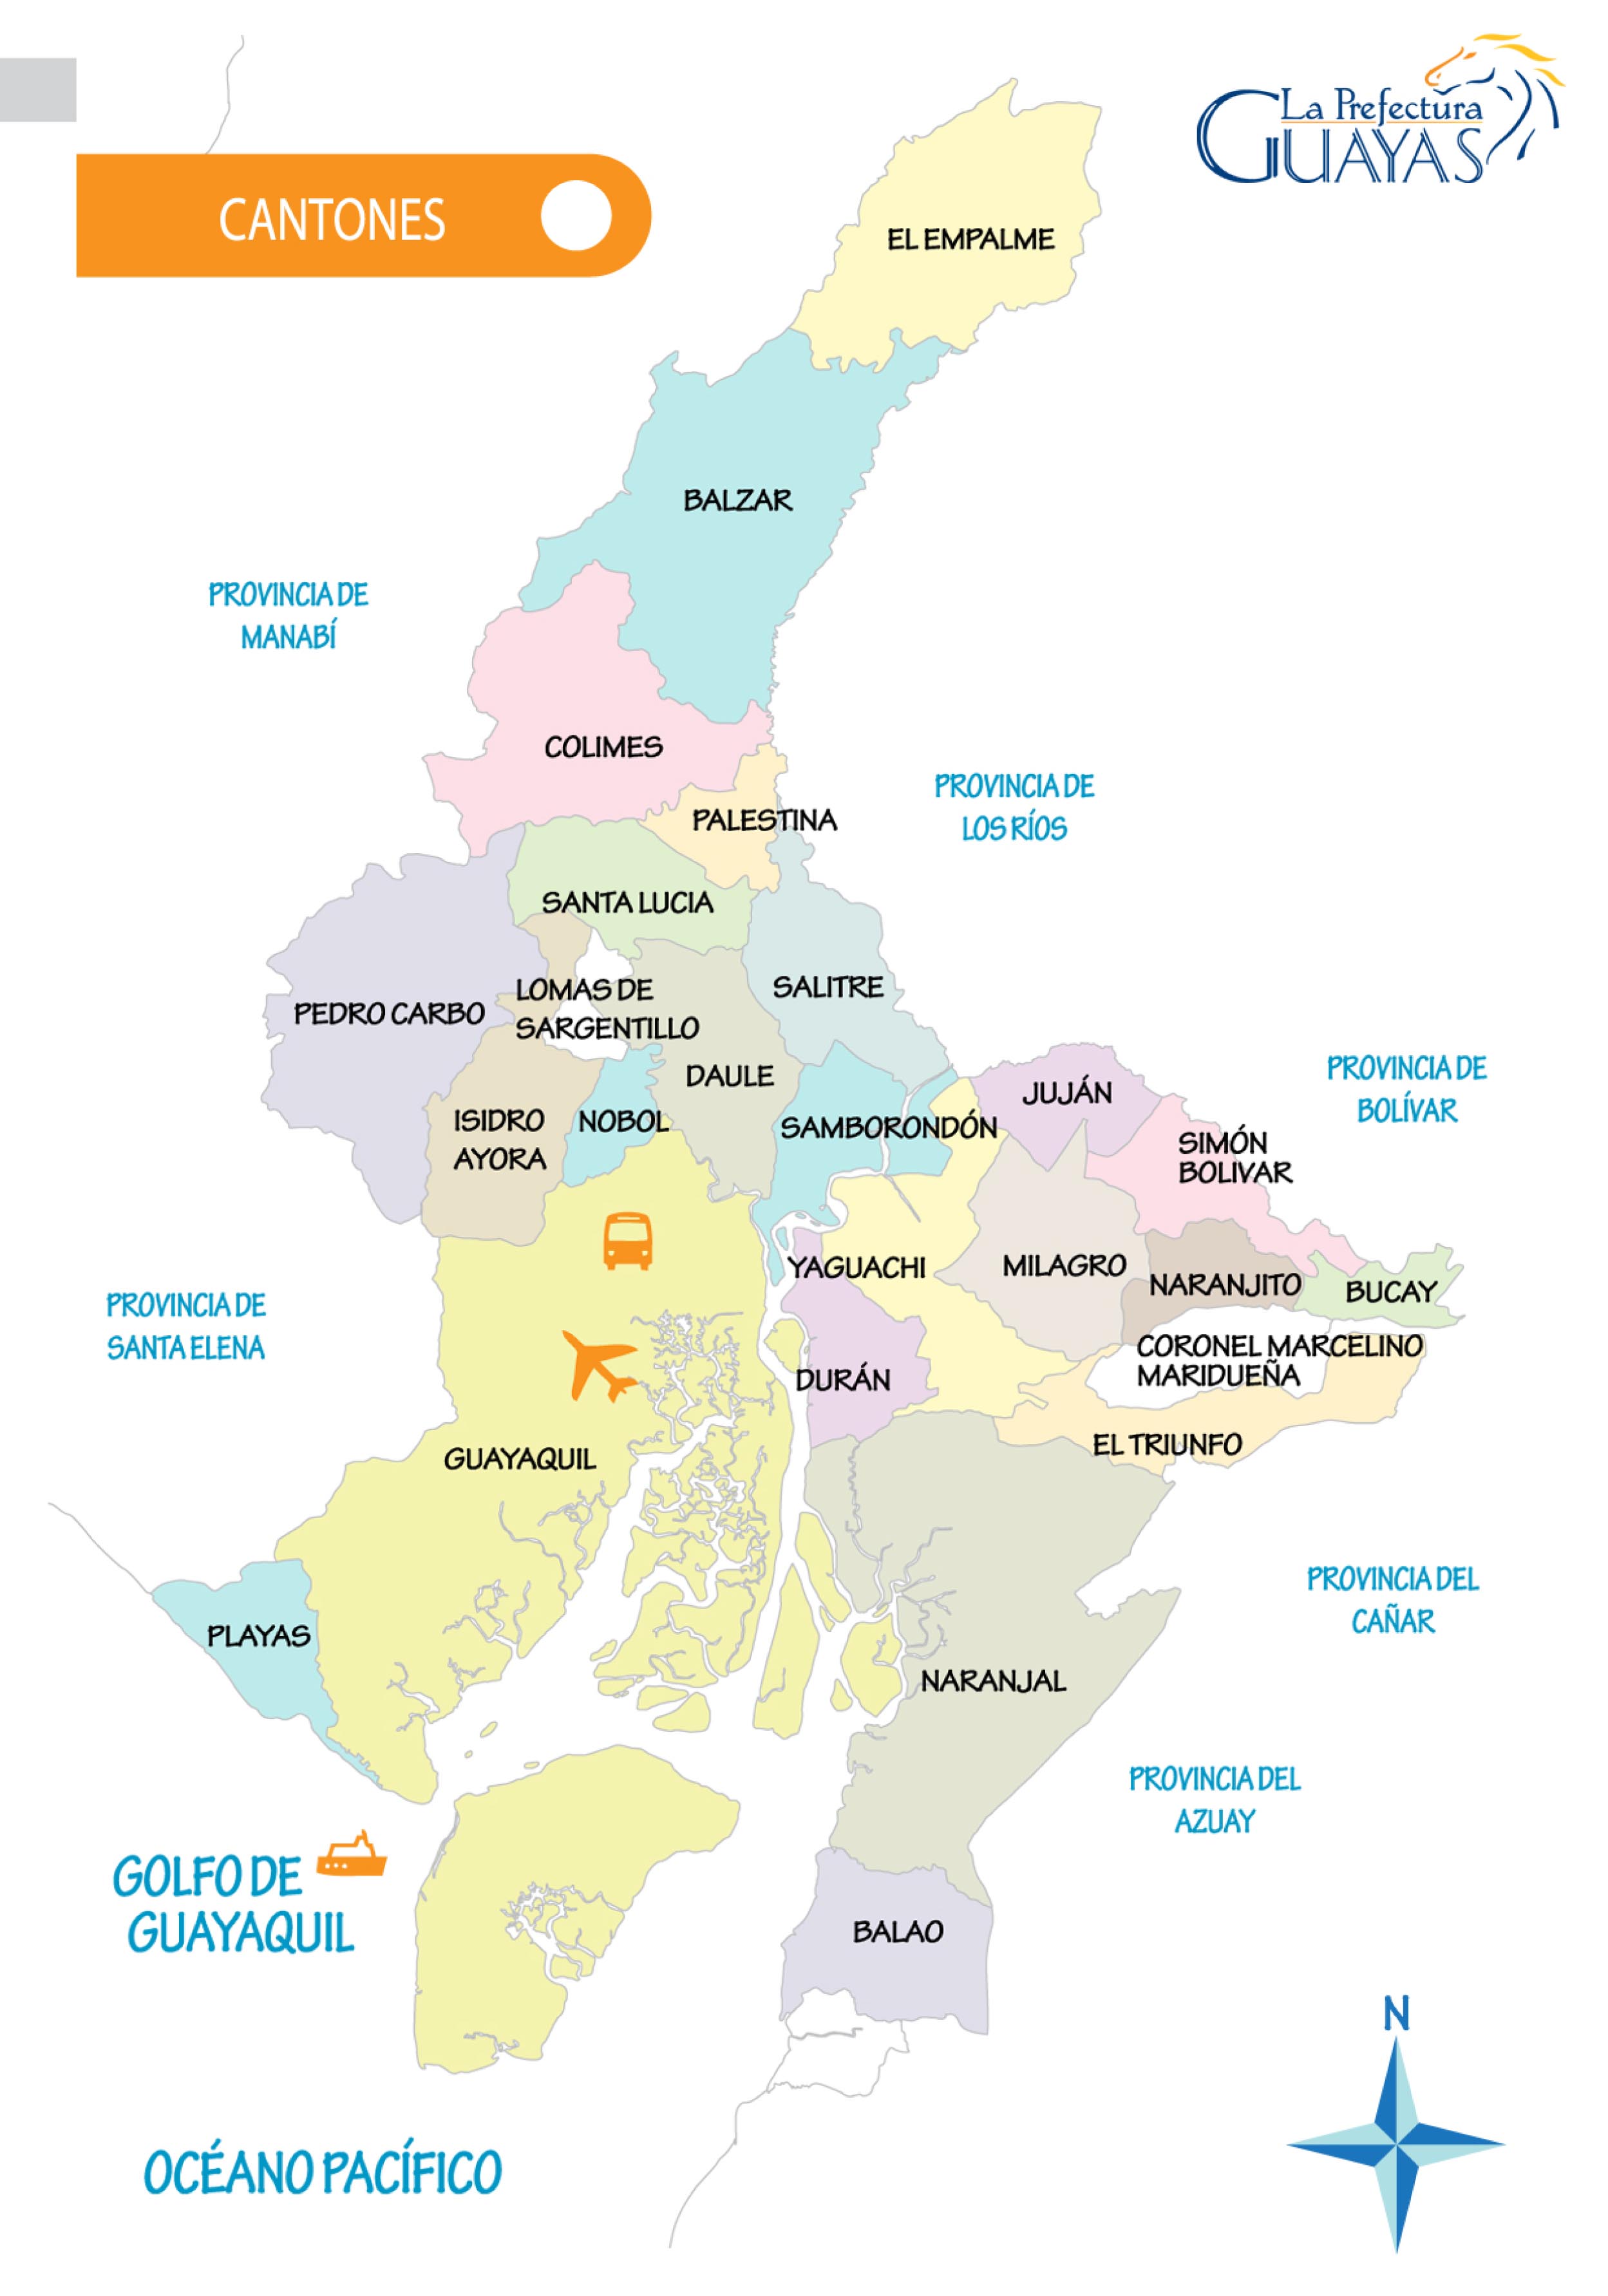 La Prefectura
GUAYAS
CANTONES
EL EMPALME
BALZAR
PROVINCIA DE
MANABÍ
COLIMES
PROVINCIA DE
LOS RÍOS
PALESTINA
SANTA LUCIA
SALITRE
LOMAS DE
SARGENTILLO
PEDRO CARBO
DAULE
JUJÁN
PROVINCIA DE
BOLÍVAR
ISIDRO
AYORA
NOBOL
SAMBORONDÓN
SIMÓN
BOLIVAR
YAGUACHI
MILAGRO
NARANJITO
BUCAY
PROVINCIA DE
SANTA ELENA
CORONEL MARCELINO
MARIDUEÑA
DURÁN
EL TRIUNFO
GUAYAQUIL
PROVINCIA DEL
CAÑAR
PLAYAS
NARANJAL
PROVINCIA DEL
AZUAY
GOLFO DE
GUAYAQUIL
BALAO
N
OCÉANO PACÍFICO